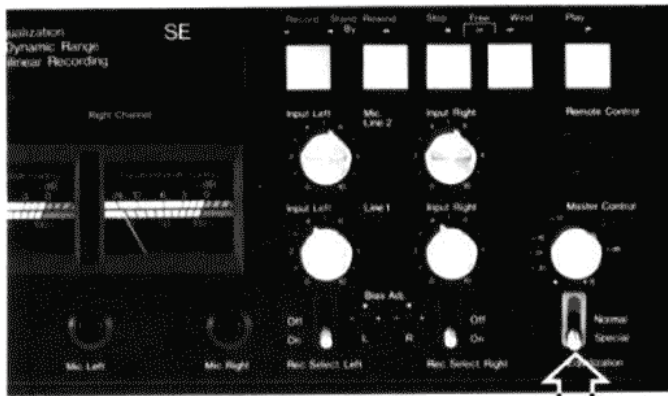 ualization
Dynamic Range
linear Recording
SE
Record Stand By Rewind Stop Free Wind Play
Right Channel
Input Left Mic. Line 2 Input Right Remote Control
Input Left Line 1 Input Right Master Control
Bias Adj.
Off L R Off Normal
On On Special
Mic Left Mic Right Rec Select Left Rec Select Right